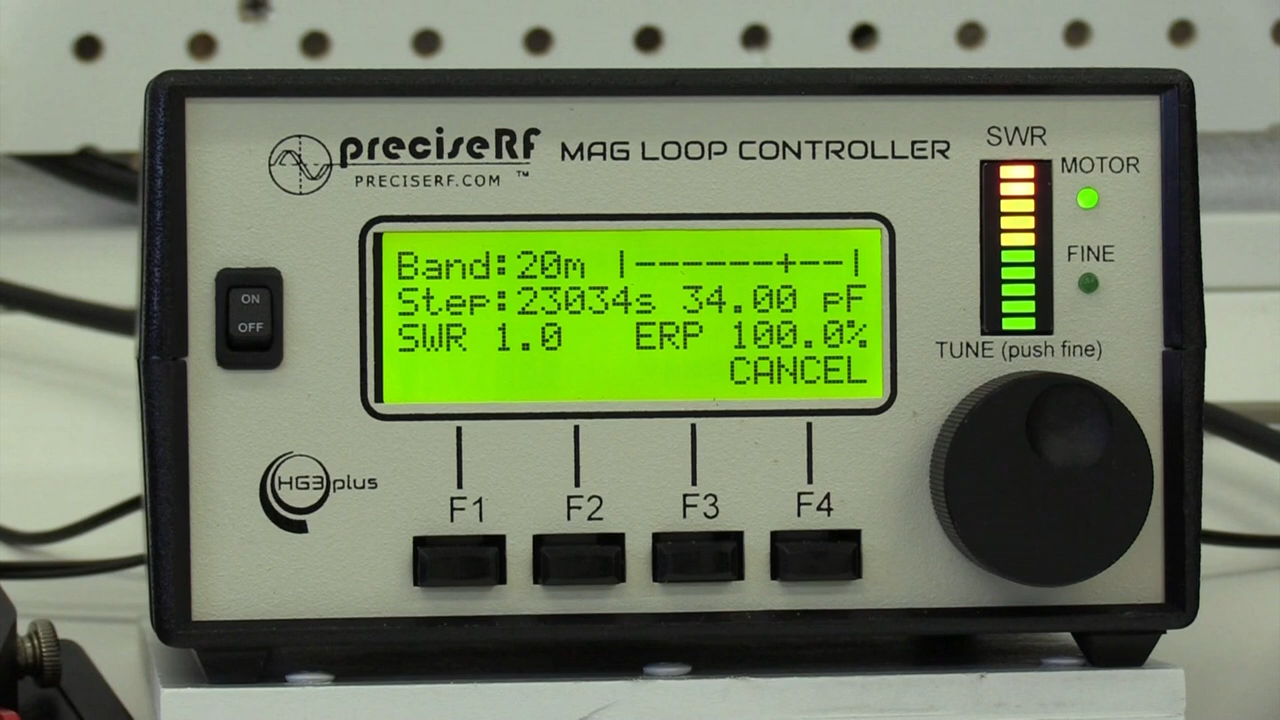 preciseRF ™
PRECISERF.COM
MAG LOOP CONTROLLER
SWR
MOTOR
FINE
ON
OFF
Band:20m |------+--|
Step:23034s 34.00 pF
SWR 1.0 ERP 100.0%
CANCEL
TUNE (push fine)
HG3plus
F1 F2 F3 F4